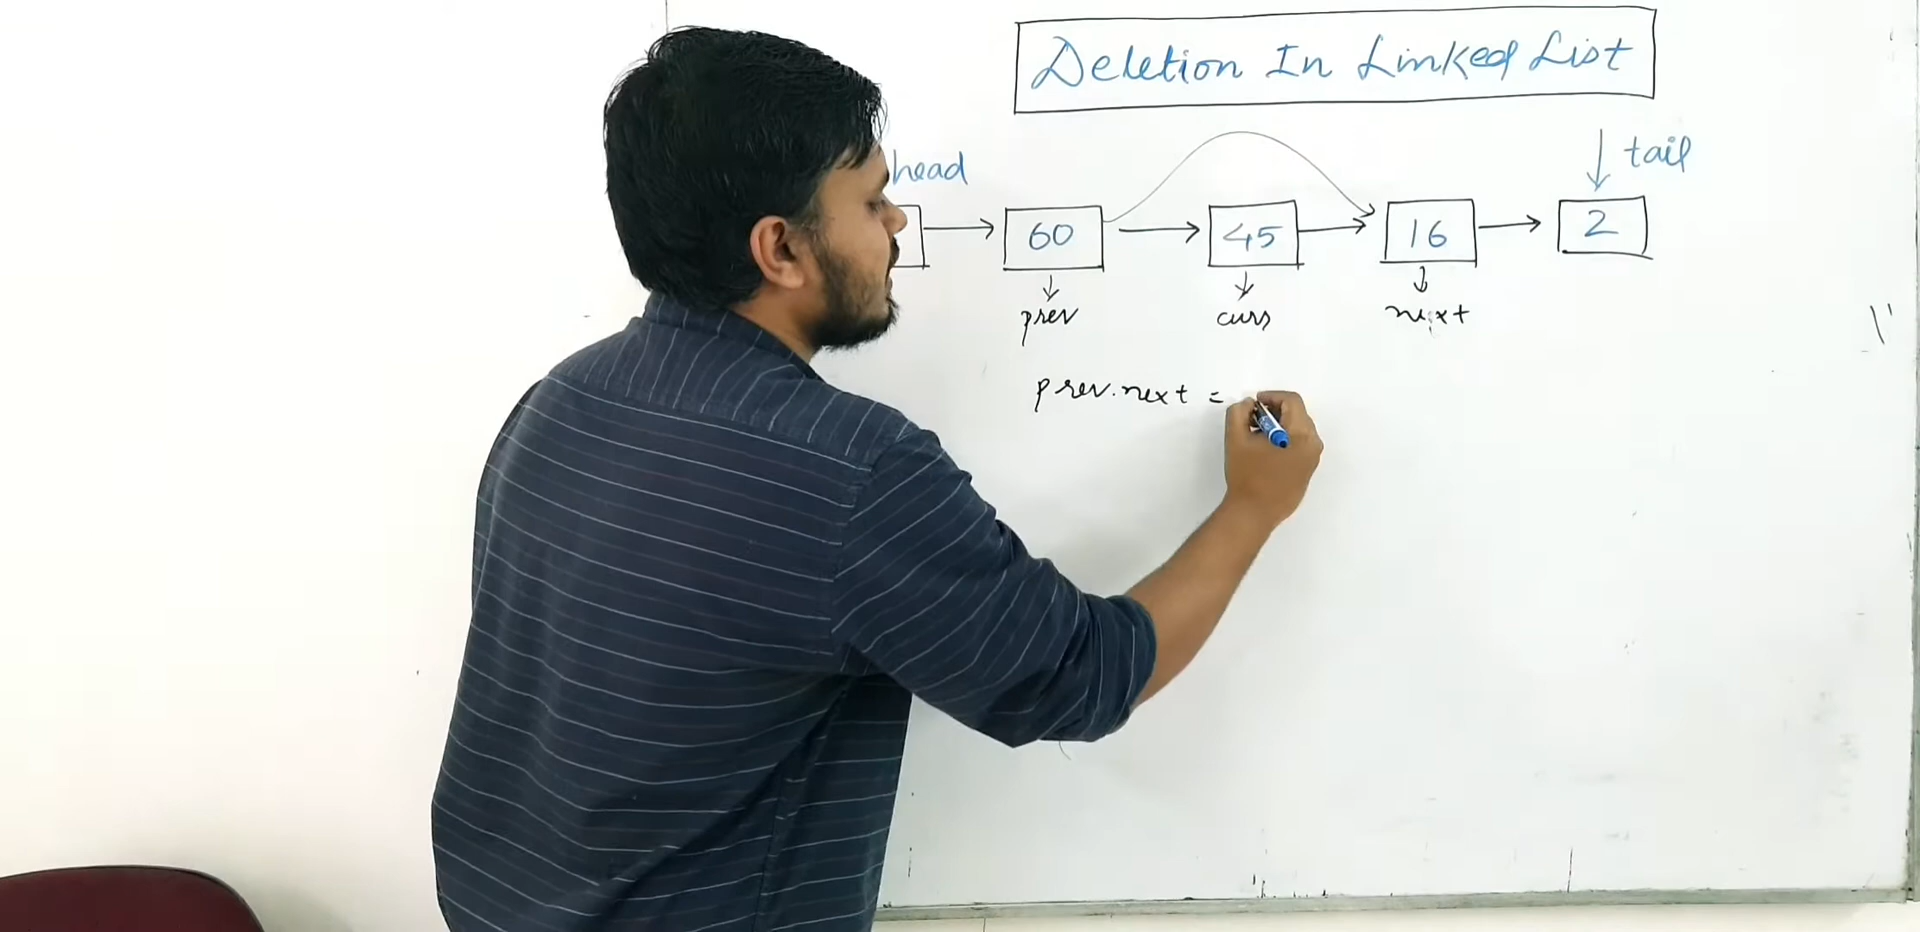 Deletion In Linked List
head tail
60 45 16 2
prev curr next
prev.next =